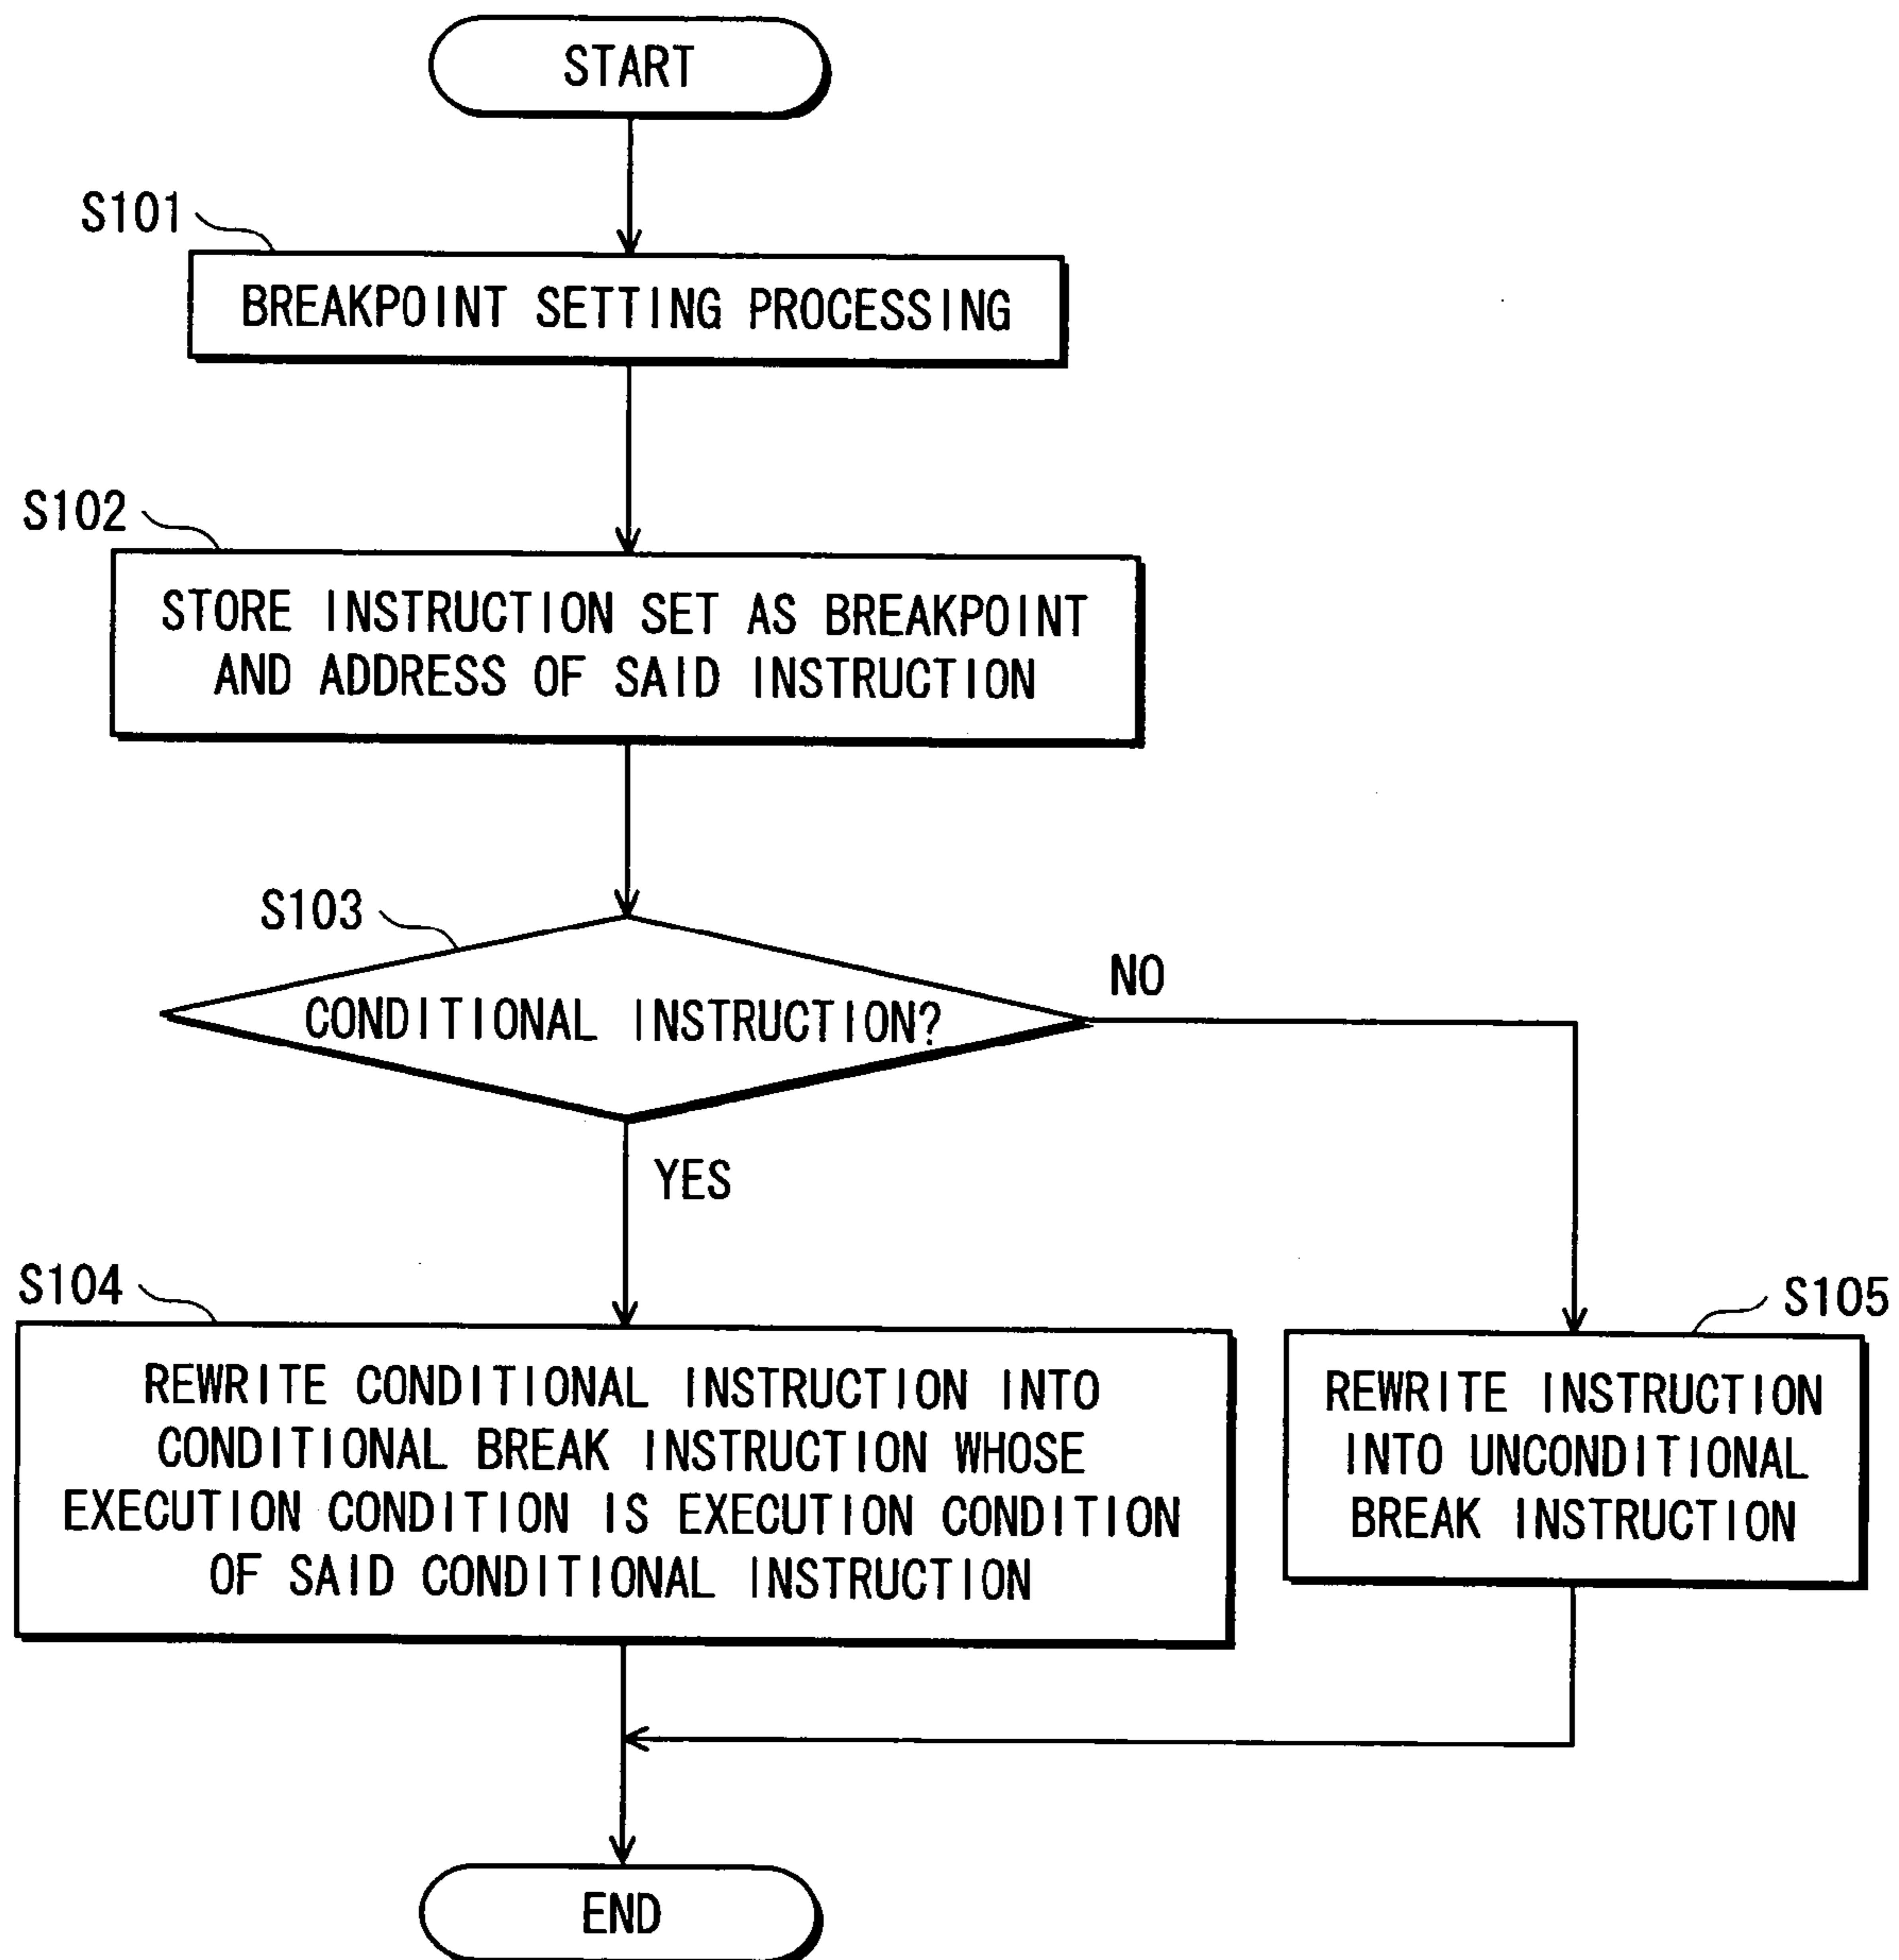 START
S101
BREAKPOINT SETTING PROCESSING
S102
STORE INSTRUCTION SET AS BREAKPOINT
AND ADDRESS OF SAID INSTRUCTION
S103
CONDITIONAL INSTRUCTION?
NO
YES
S104
REWRITE CONDITIONAL INSTRUCTION INTO
CONDITIONAL BREAK INSTRUCTION WHOSE
EXECUTION CONDITION IS EXECUTION CONDITION
OF SAID CONDITIONAL INSTRUCTION
S105
REWRITE INSTRUCTION
INTO UNCONDITIONAL
BREAK INSTRUCTION
END